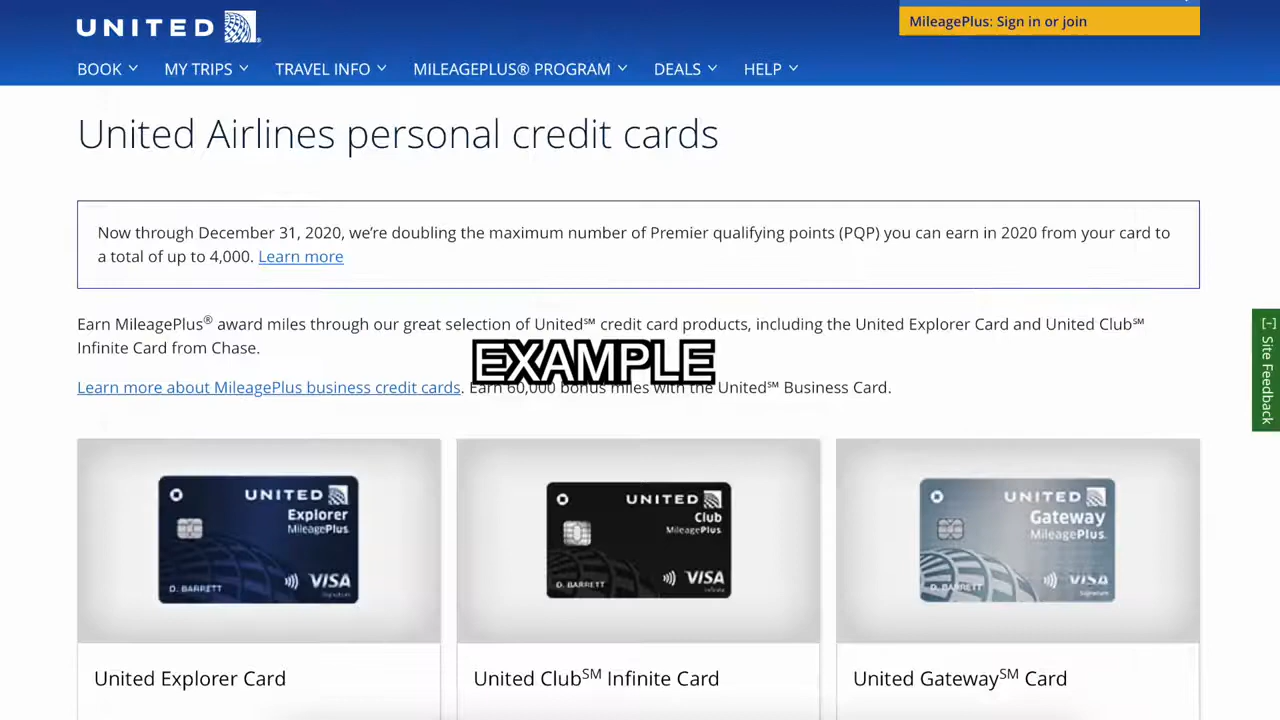 UNITED
MileagePlus: Sign in or join
BOOK MY TRIPS TRAVEL INFO MILEAGEPLUS® PROGRAM DEALS HELP
United Airlines personal credit cards
Now through December 31, 2020, we’re doubling the maximum number of Premier qualifying points (PQP) you can earn in 2020 from your card to
a total of up to 4,000. Learn more
Earn MileagePlus® award miles through our great selection of United℠ credit card products, including the United Explorer Card and United Club℠
Infinite Card from Chase.
EXAMPLE
Learn more about MileagePlus business credit cards. Earn 60,000 bonus miles with the United℠ Business Card.
[-] Site Feedback
UNITED
Explorer
MileagePlus
D. BARRETT
VISA
Signature
UNITED
Club
MileagePlus
D. BARRETT
VISA
Infinite
UNITED
Gateway
MileagePlus
D. BARRETT
VISA
Signature
United Explorer Card
United Club℠ Infinite Card
United Gateway℠ Card